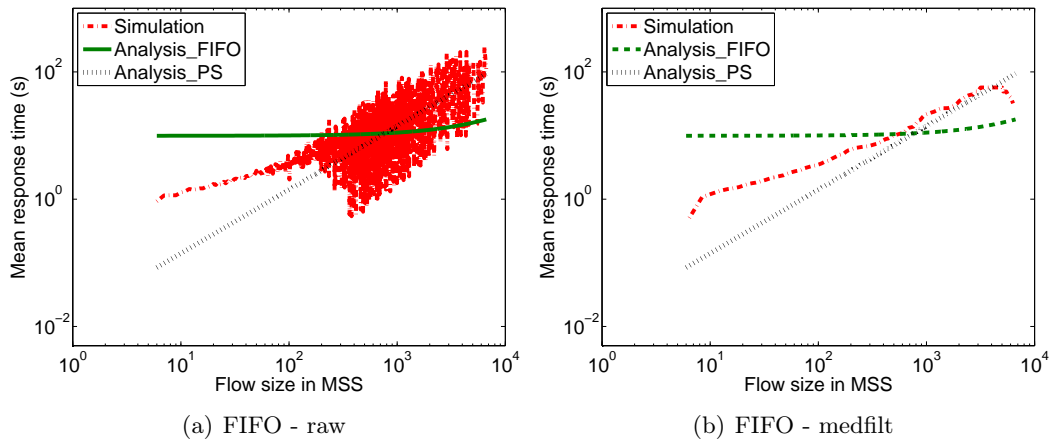 Simulation
Analysis_FIFO
Analysis_PS
10^2
10^0
10^-2
Mean response time (s)
10^0 10^1 10^2 10^3 10^4
Flow size in MSS
(a) FIFO - raw
Simulation
Analysis_FIFO
Analysis_PS
10^2
10^0
10^-2
Mean response time (s)
10^0 10^1 10^2 10^3 10^4
Flow size in MSS
(b) FIFO - medfilt